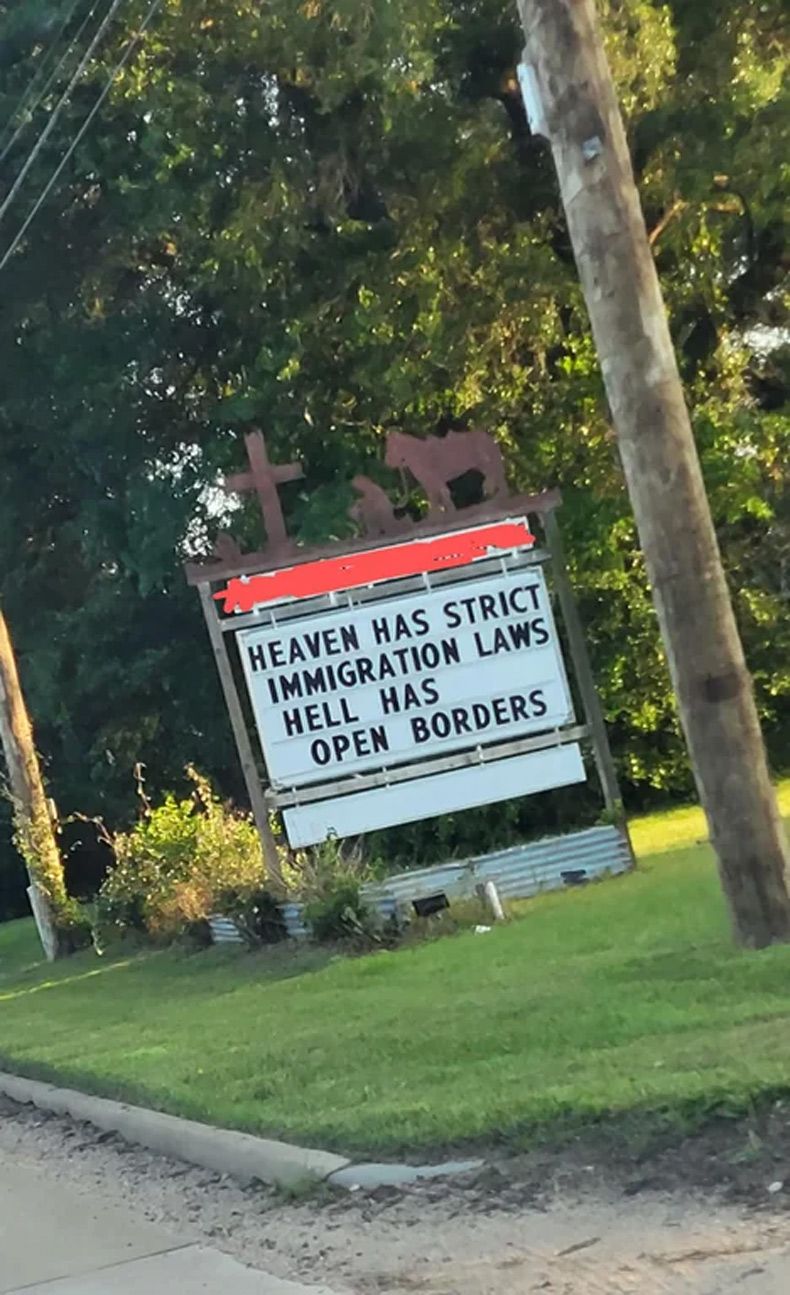 HEAVEN HAS STRICT
IMMIGRATION LAWS
HELL HAS
OPEN BORDERS